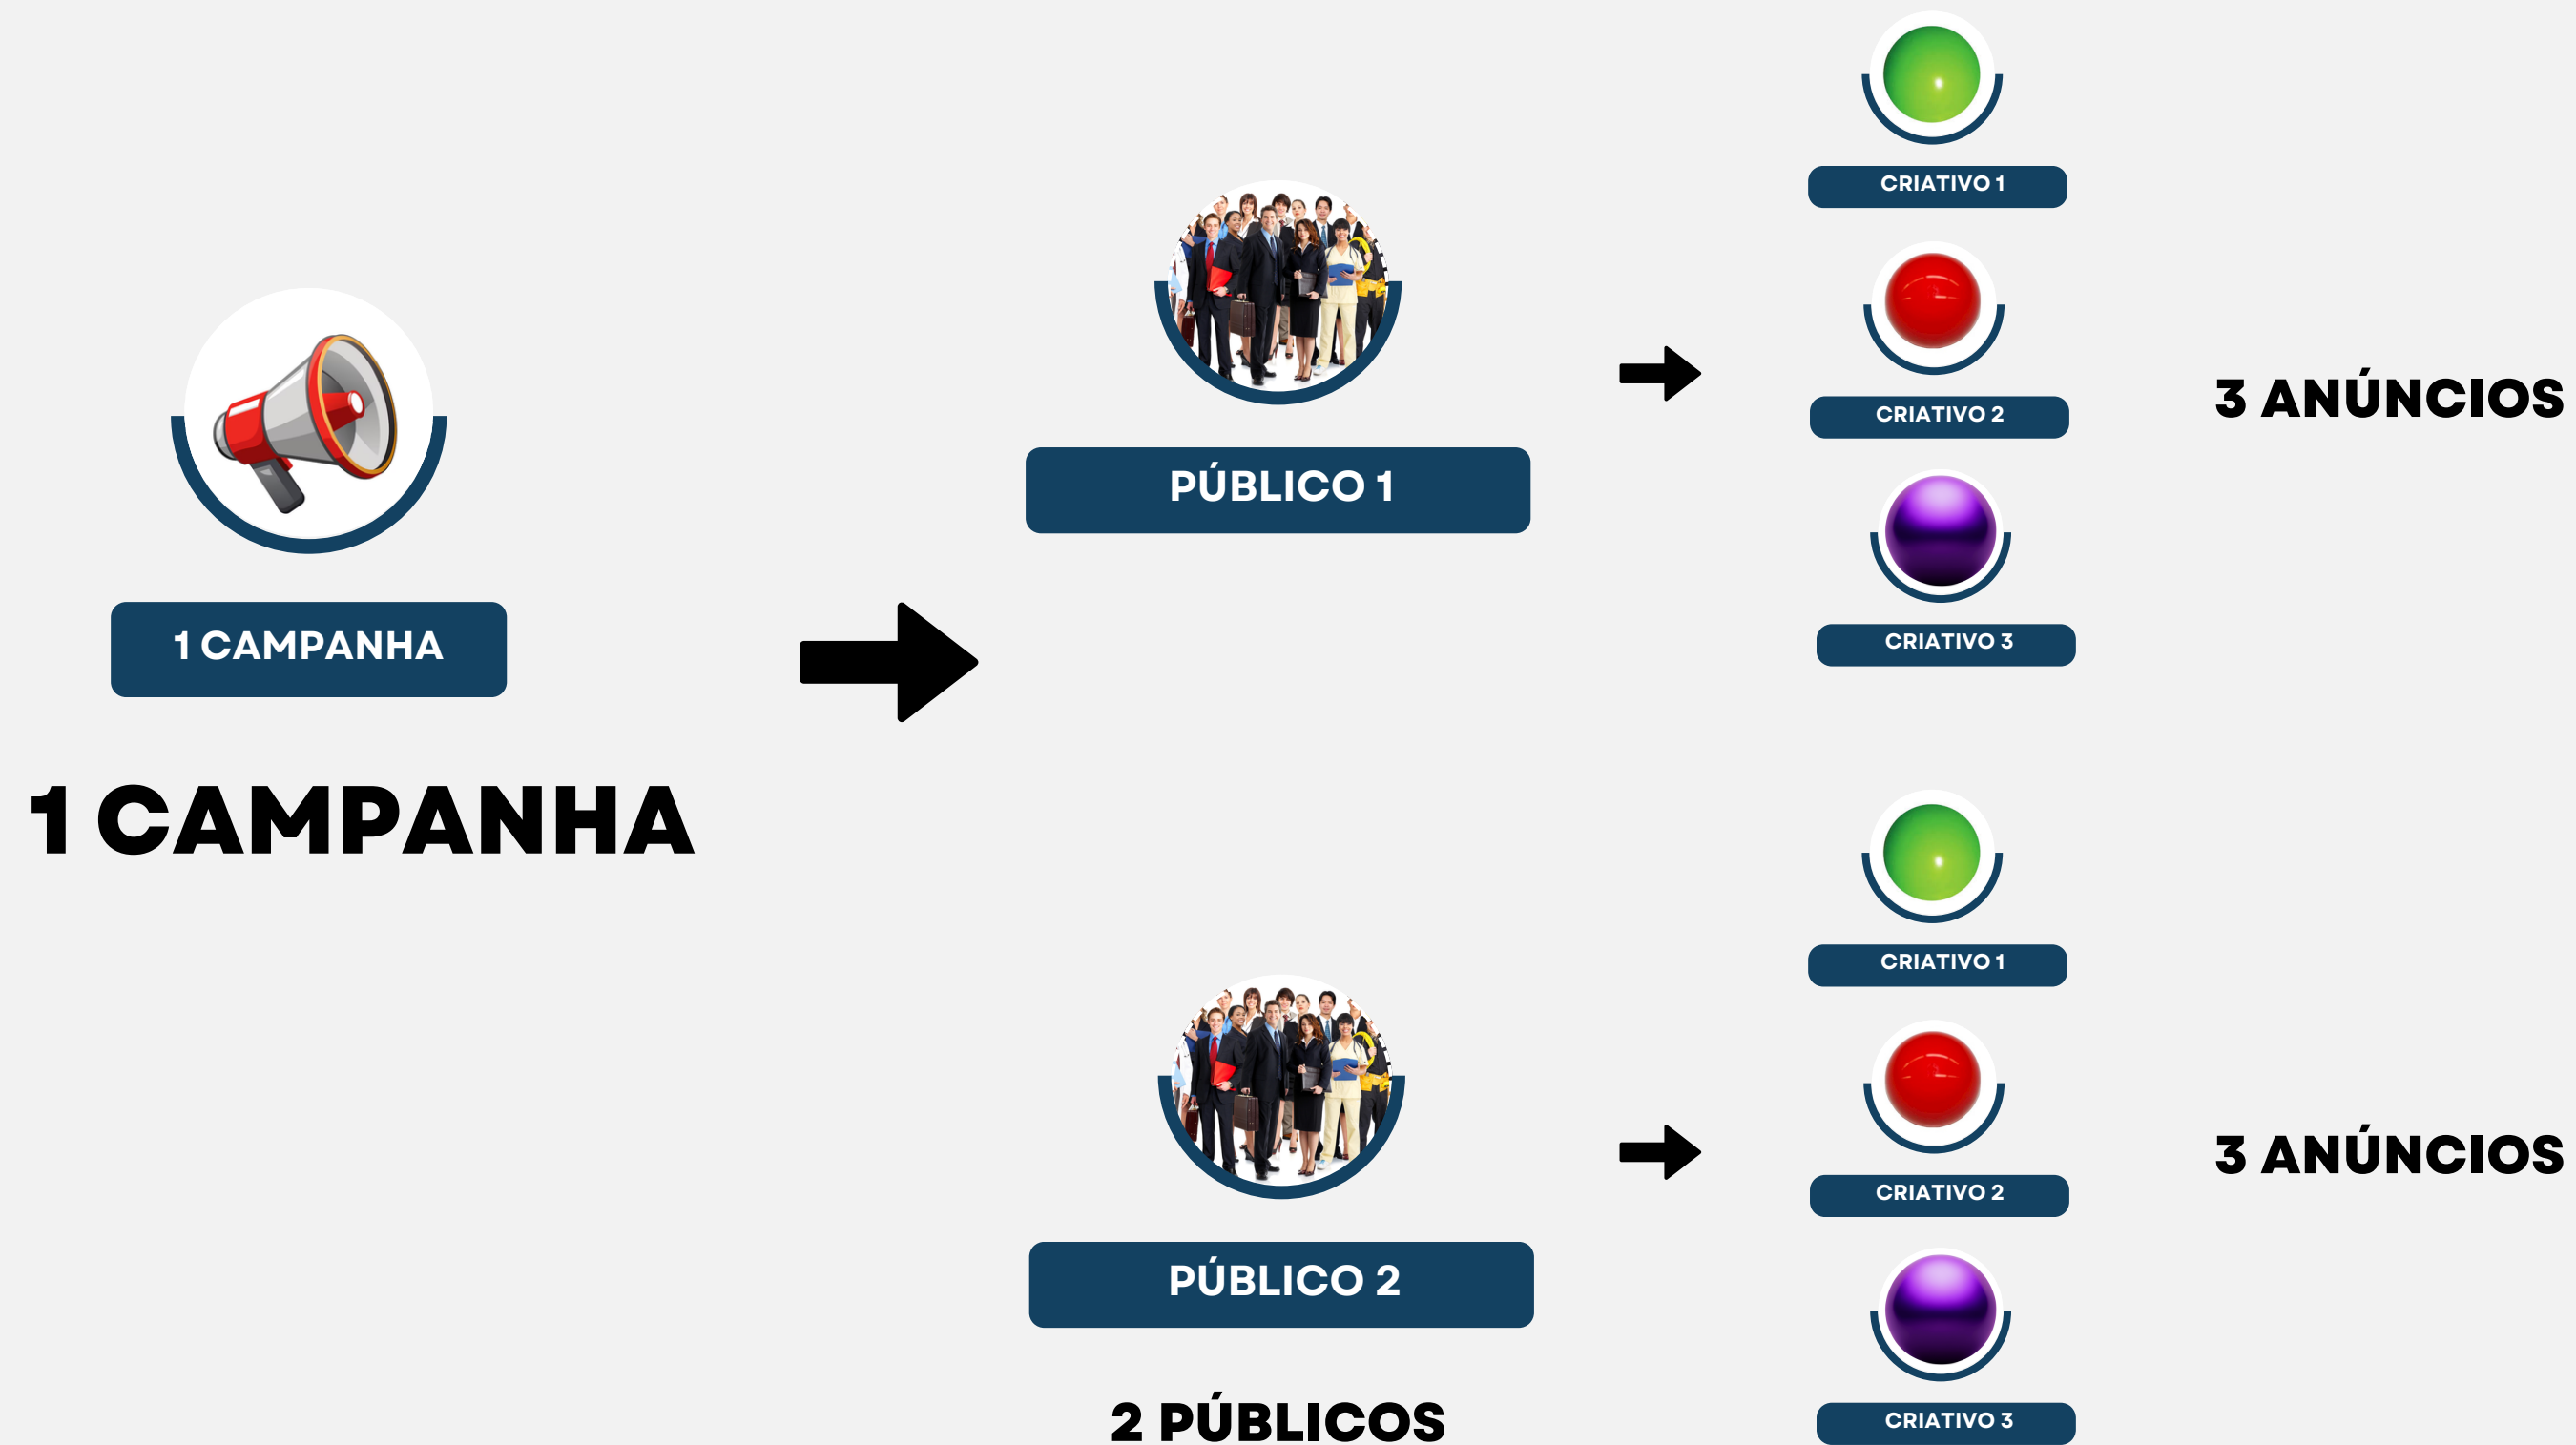 1 CAMPANHA
1 CAMPANHA
PÚBLICO 1
CRIATIVO 1
CRIATIVO 2
CRIATIVO 3
3 ANÚNCIOS
PÚBLICO 2
2 PÚBLICOS
CRIATIVO 1
CRIATIVO 2
CRIATIVO 3
3 ANÚNCIOS